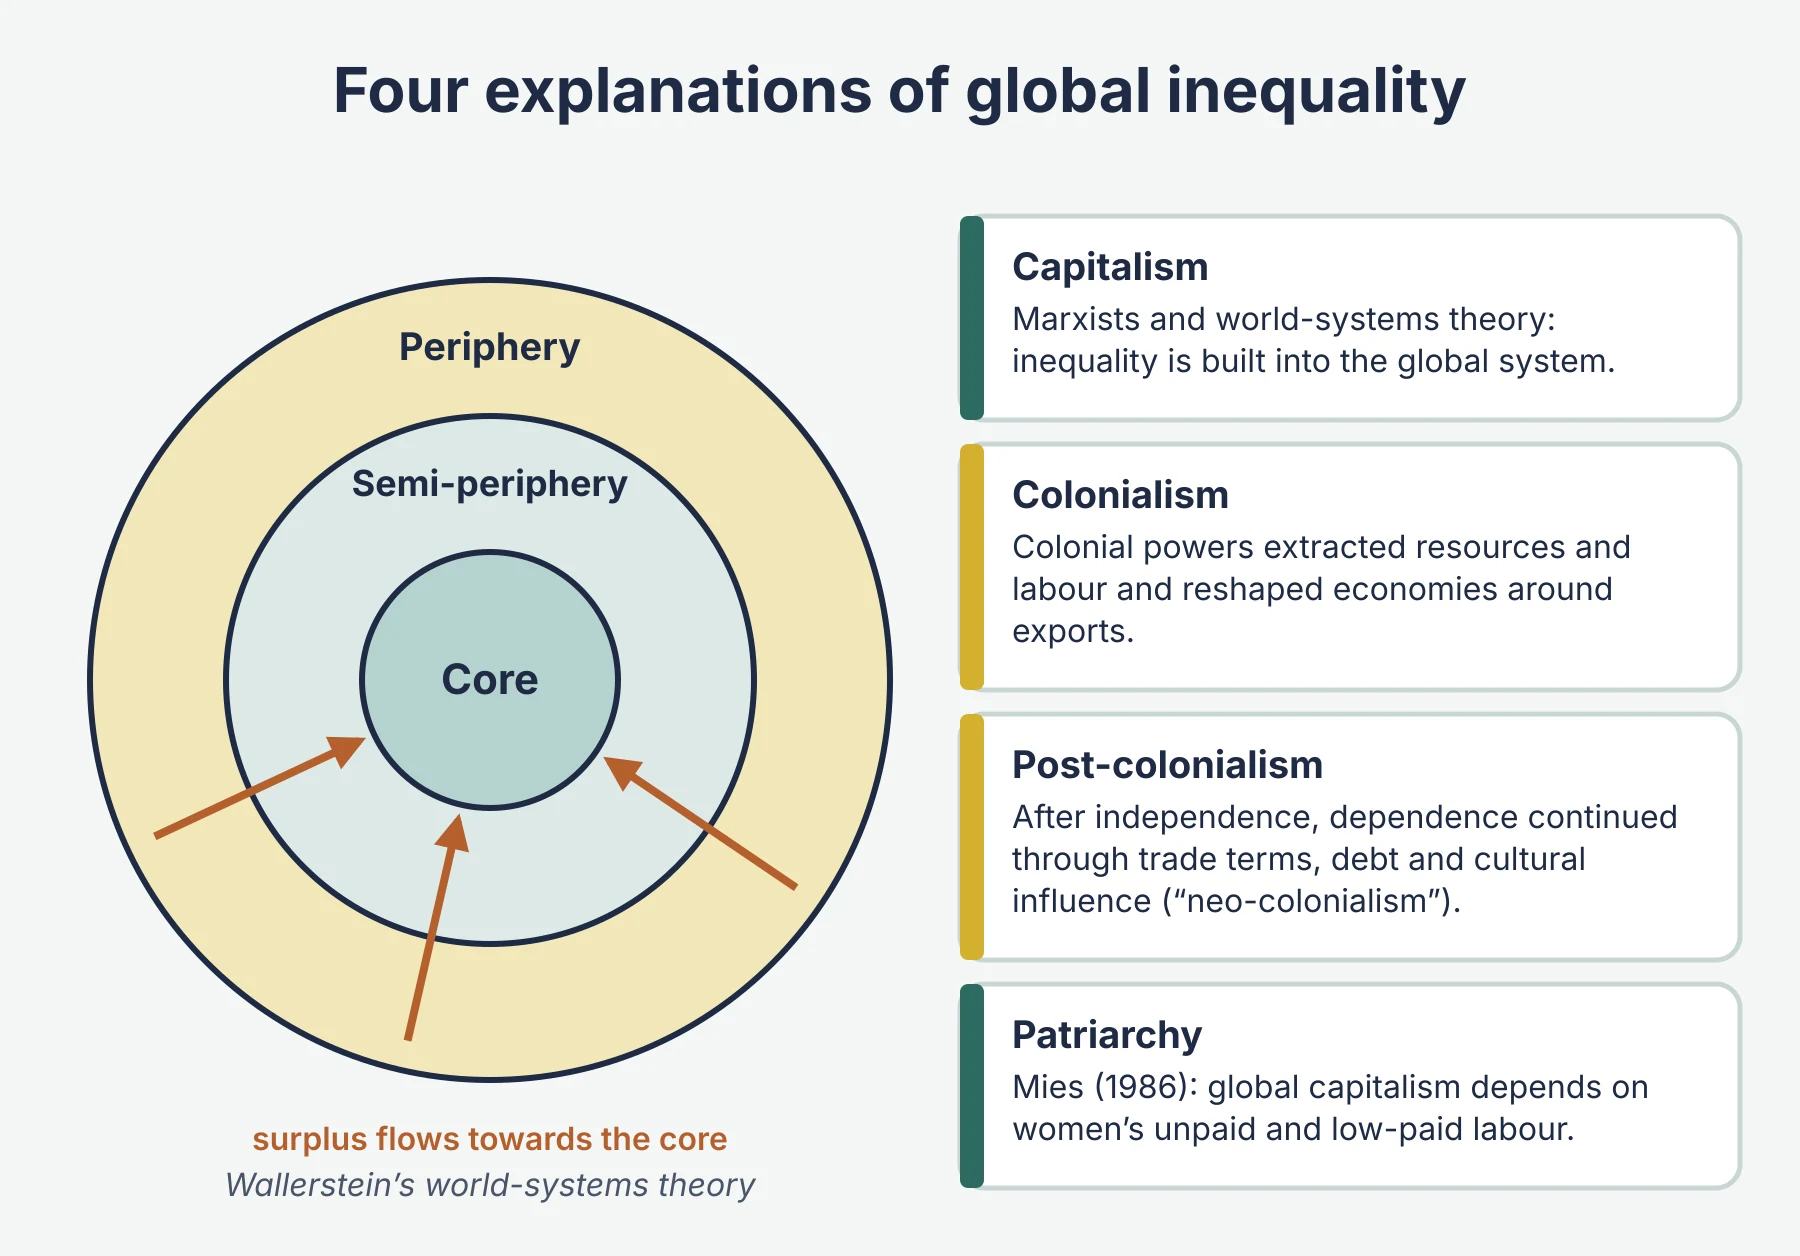 Four explanations of global inequality
Periphery
Semi-periphery
Core
surplus flows towards the core
Wallerstein’s world-systems theory
Capitalism
Marxists and world-systems theory:
inequality is built into the global system.
Colonialism
Colonial powers extracted resources and
labour and reshaped economies around
exports.
Post-colonialism
After independence, dependence continued
through trade terms, debt and cultural
influence (“neo-colonialism”).
Patriarchy
Mies (1986): global capitalism depends on
women’s unpaid and low-paid labour.